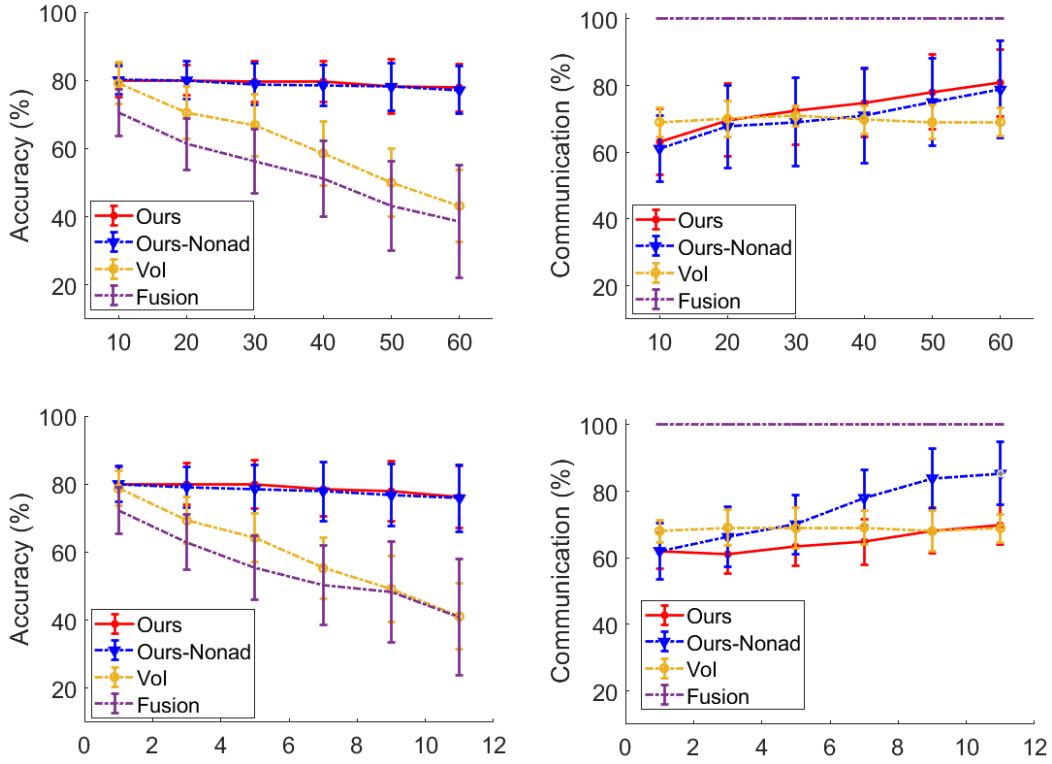 100
80
60
40
20
Accuracy (%)
Ours
Ours-Nonad
Vol
Fusion
10 20 30 40 50 60
100
80
60
40
20
Communication (%)
Ours
Ours-Nonad
Vol
Fusion
10 20 30 40 50 60
100
80
60
40
20
Accuracy (%)
Ours
Ours-Nonad
Vol
Fusion
0 2 4 6 8 10 12
100
80
60
40
20
Communication (%)
Ours
Ours-Nonad
Vol
Fusion
0 2 4 6 8 10 12